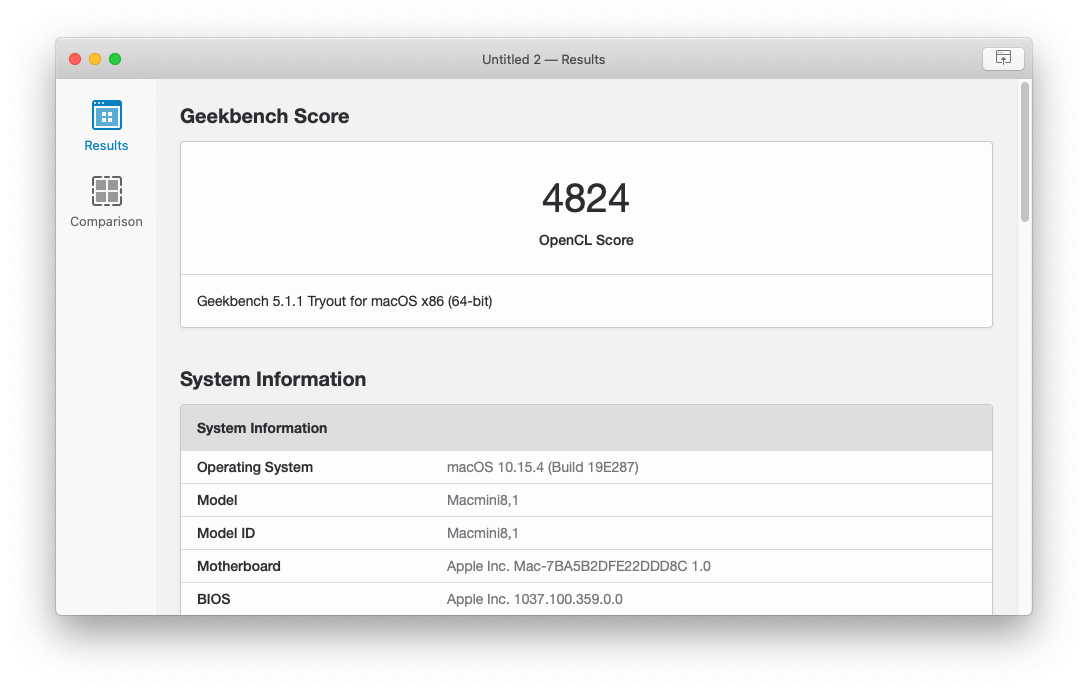 Untitled 2 — Results
Results
Comparison
Geekbench Score
4824
OpenCL Score
Geekbench 5.1.1 Tryout for macOS x86 (64-bit)
System Information
System Information
Operating System macOS 10.15.4 (Build 19E287)
Model Macmini8,1
Model ID Macmini8,1
Motherboard Apple Inc. Mac-7BA5B2DFE22DDD8C 1.0
BIOS Apple Inc. 1037.100.359.0.0